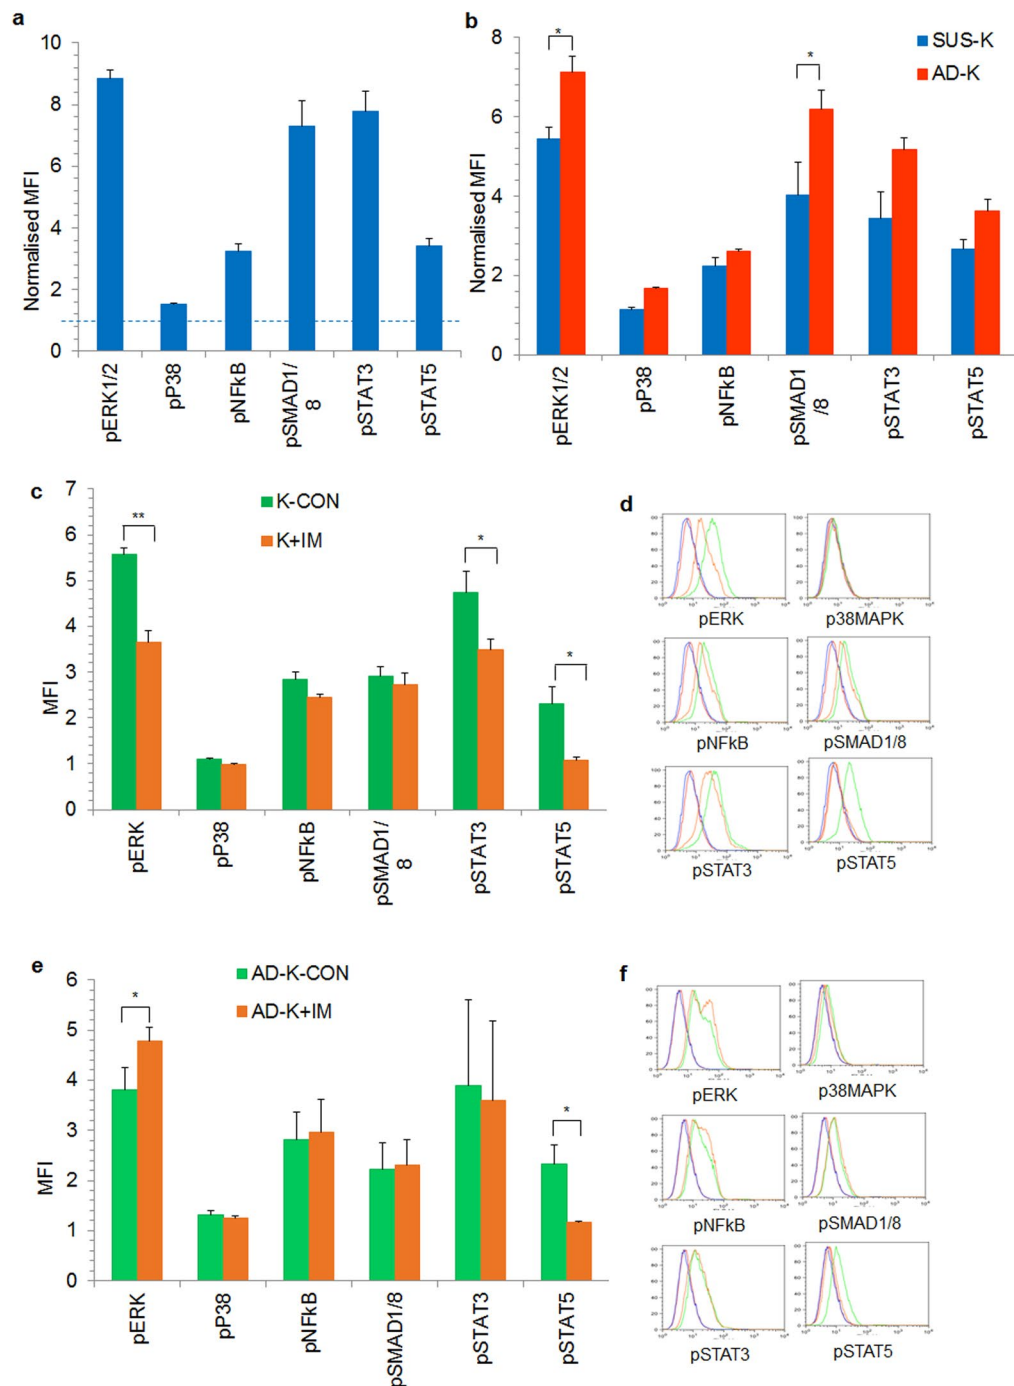 a
Normalised MFI
10
8
6
4
2
0
pERK1/2
pP38
pNFkB
pSMAD1/
8
pSTAT3
pSTAT5
b
Normalised MFI
8
6
4
2
0
*
*
SUS-K
AD-K
pERK1/2
pP38
pNFkB
pSMAD1
/8
pSTAT3
pSTAT5
c
MFI
7
6
5
4
3
2
1
0
K-CON
K+IM
**
*
*
pERK
pP38
pNFkB
pSMAD1/
8
pSTAT3
pSTAT5
d
pERK
p38MAPK
pNFkB
pSMAD1/8
pSTAT3
pSTAT5
e
MFI
6
5
4
3
2
1
0
AD-K-CON
AD-K+IM
*
*
pERK
pP38
pNFkB
pSMAD1/8
pSTAT3
pSTAT5
f
pERK
p38MAPK
pNFkB
pSMAD1/8
pSTAT3
pSTAT5